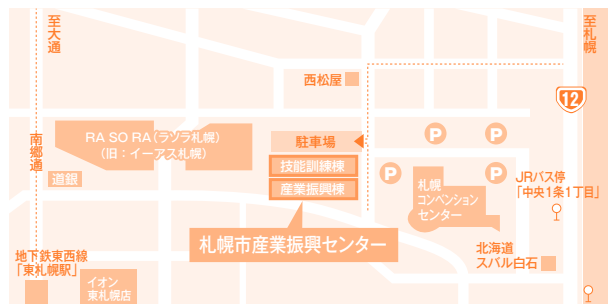 至大通
至札幌
西松屋
12
南郷通
RA SO RA（ラソラ札幌）
（旧：イーアス札幌）
駐車場
P
P
道銀
技能訓練棟
産業振興棟
P
P
札幌
コンベンション
センター
JRバス停
「中央1条1丁目」
札幌市産業振興センター
地下鉄東西線
「東札幌駅」
イオン
東札幌店
北海道
スバル白石